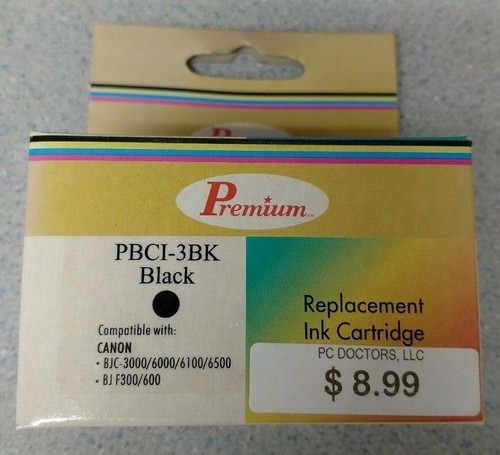 Premium™
PBCI-3BK
Black
Compatible with:
CANON
• BJC-3000/6000/6100/6500
• BJ F300/600
Replacement
Ink Cartridge
PC DOCTORS, LLC
$ 8.99